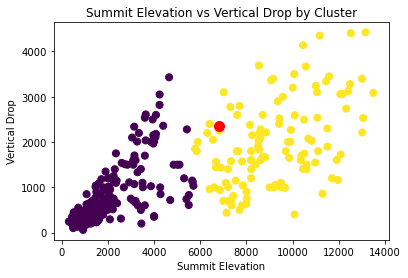 Summit Elevation vs Vertical Drop by Cluster
Vertical Drop
4000
3000
2000
1000
0
0 2000 4000 6000 8000 10000 12000 14000
Summit Elevation